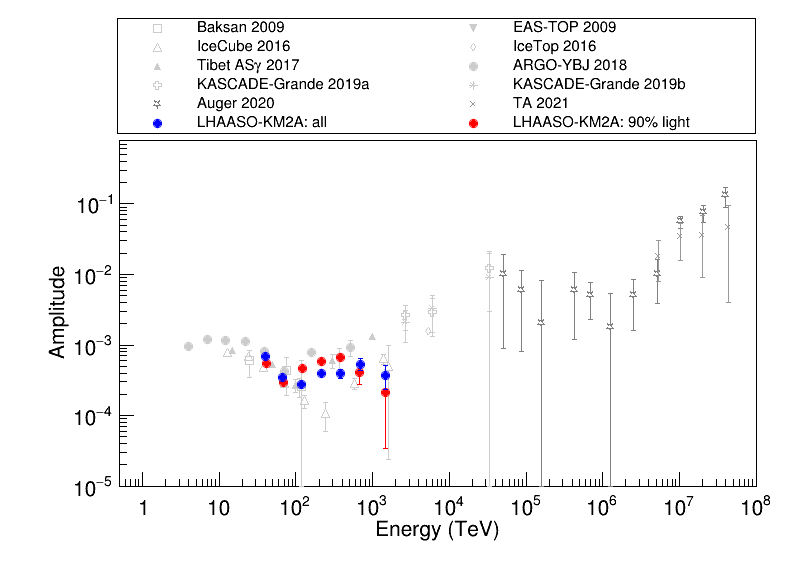 Baksan 2009 EAS-TOP 2009
IceCube 2016 IceTop 2016
Tibet ASγ 2017 ARGO-YBJ 2018
KASCADE-Grande 2019a KASCADE-Grande 2019b
Auger 2020 TA 2021
LHAASO-KM2A: all LHAASO-KM2A: 90% light
Amplitude
10⁻¹
10⁻²
10⁻³
10⁻⁴
10⁻⁵
1 10 10² 10³ 10⁴ 10⁵ 10⁶ 10⁷ 10⁸
Energy (TeV)